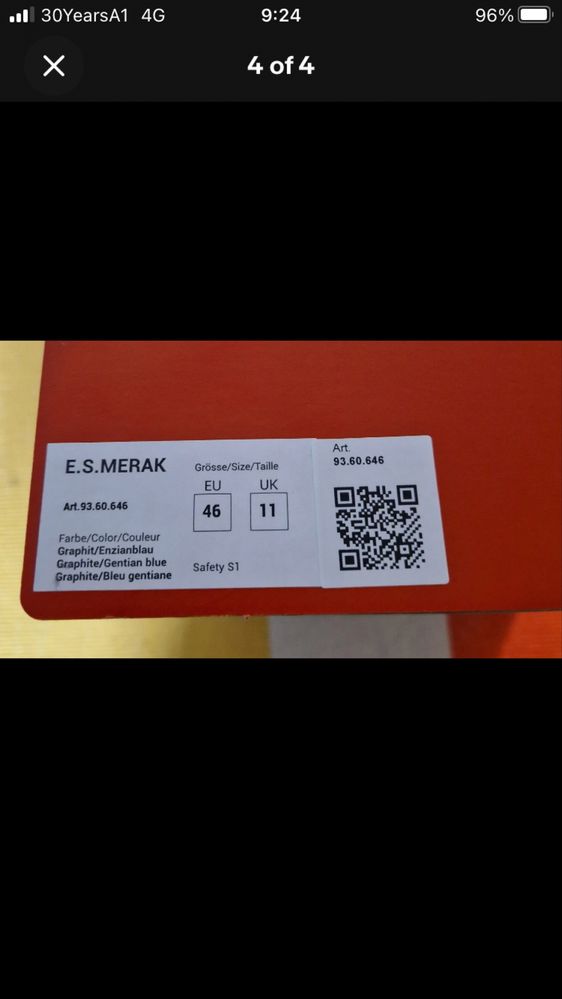 30YearsA1 4G 9:24 96%
4 of 4
E.S.MERAK
Art.93.60.646
Grösse/Size/Taille
EU UK
46 11
Farbe/Color/Couleur
Graphit/Enzianblau
Graphite/Gentian blue
Graphite/Bleu gentiane
Safety S1
Art.
93.60.646